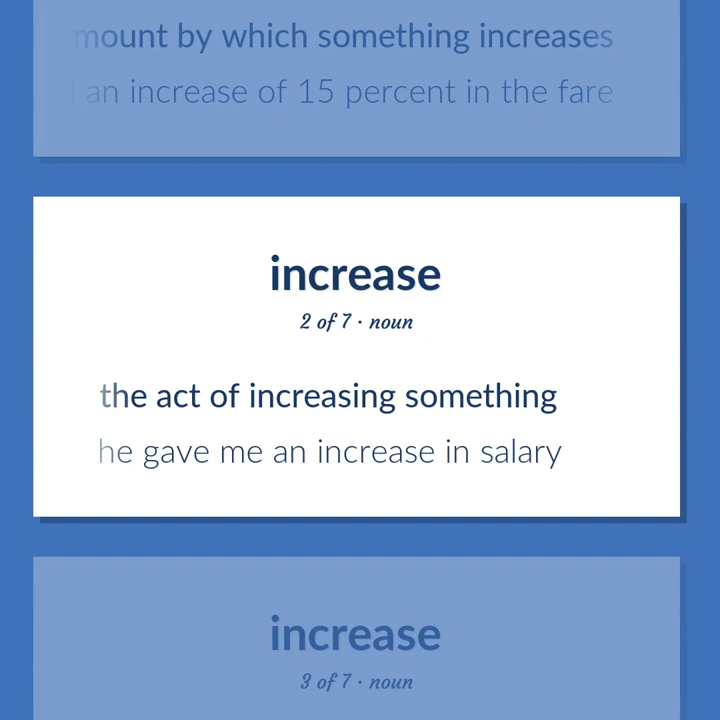 mount by which something increases
an increase of 15 percent in the fare
increase
2 of 7 · noun
the act of increasing something
he gave me an increase in salary
increase
3 of 7 · noun